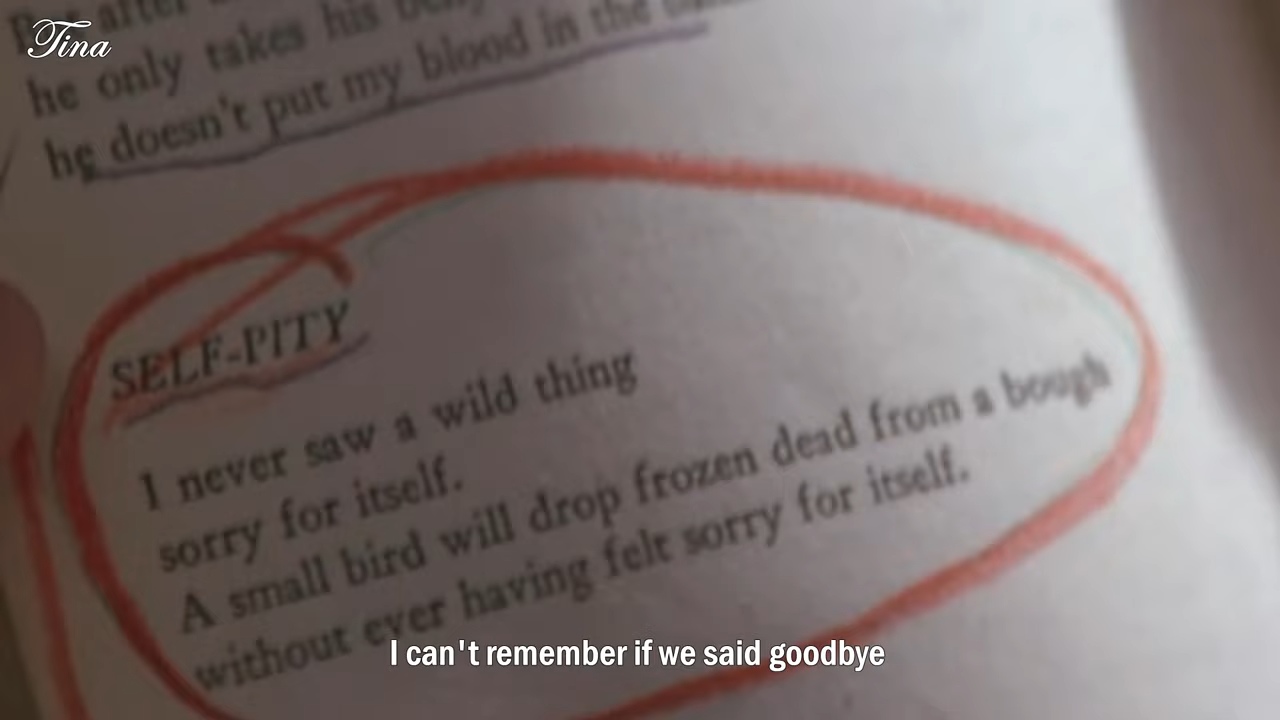 Tina
he only takes his
he doesn't put my blood in the
SELF-PITY
I never saw a wild thing
sorry for itself.
A small bird will drop frozen dead from a bough
without ever having felt sorry for itself.
I can't remember if we said goodbye